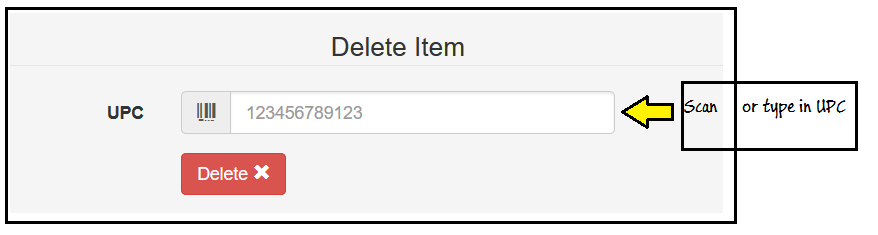 Delete Item
UPC 123456789123
Scan or type in UPC
Delete